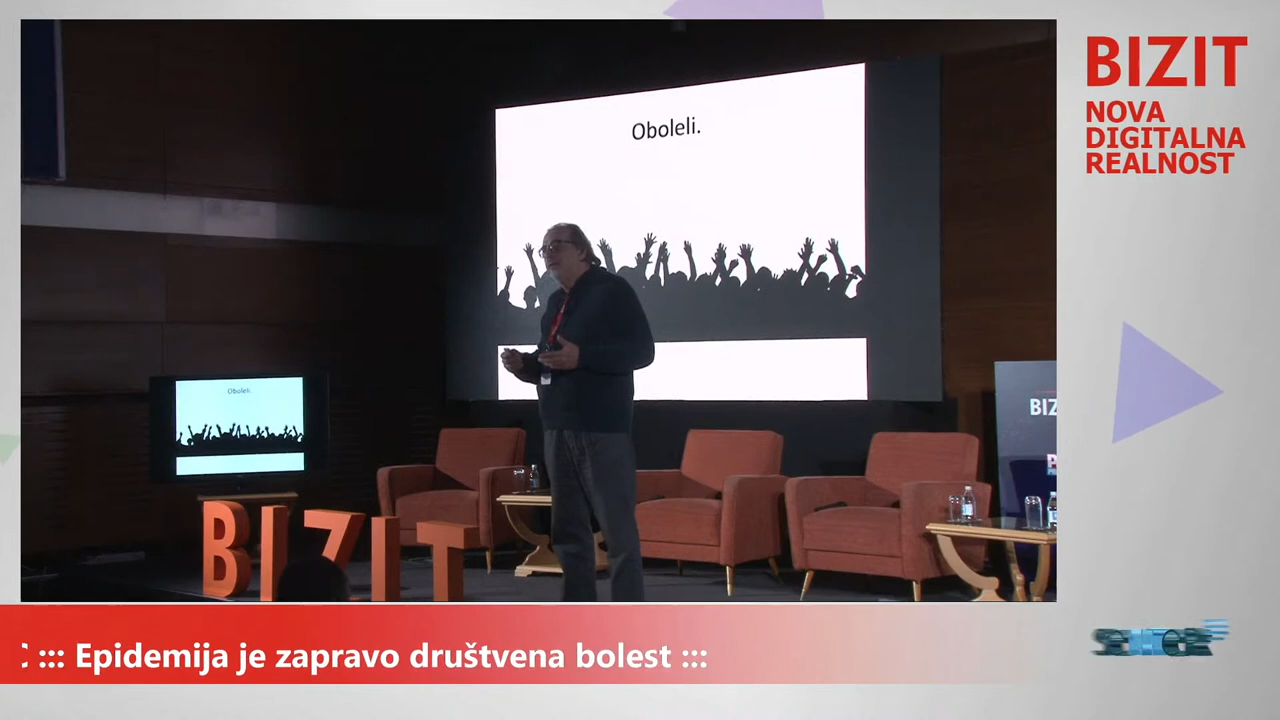 BIZIT
NOVA
DIGITALNA
REALNOST
Oboleli.
Oboleli.
BIZ
BIZIT
::: Epidemija je zapravo društvena bolest :::